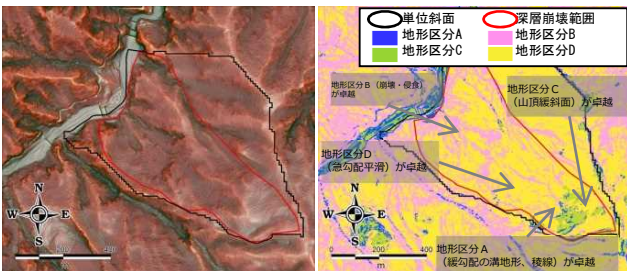 単位斜面 深層崩壊範囲
地形区分A 地形区分B
地形区分C 地形区分D
地形区分B（崩壊・侵食）
が卓越
地形区分C
（山頂緩斜面）が卓越
地形区分D
（急勾配平滑）が卓越
地形区分A
（緩勾配の溝地形、稜線）が卓越
N
W E
S
0 200 400
m
N
W E
S
0 200 400
m